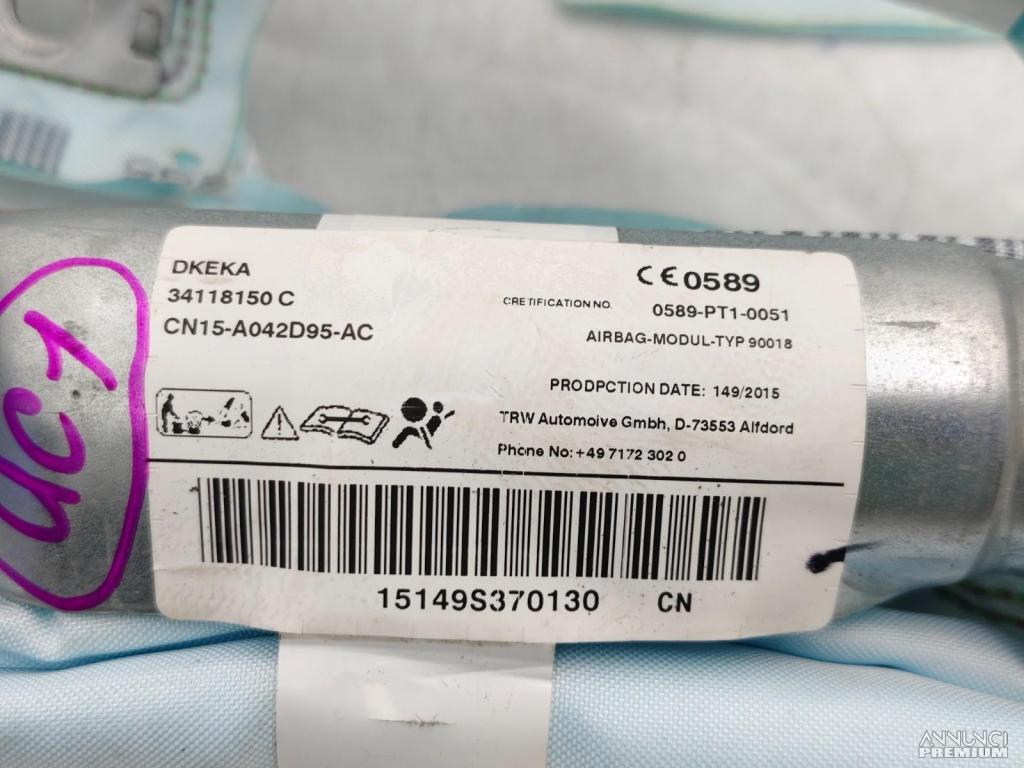 DKEKA
34118150 C
CN15-A042D95-AC
CE0589
CRETIFICATION NO. 0589-PT1-0051
AIRBAG-MODUL-TYP 90018
PRODPCTION DATE: 149/2015
TRW Automoive Gmbh, D-73553 Alfdord
Phone No: +49 7172 302 0
15149S370130 CN
UC1
ANNUNCI
PREMIUM